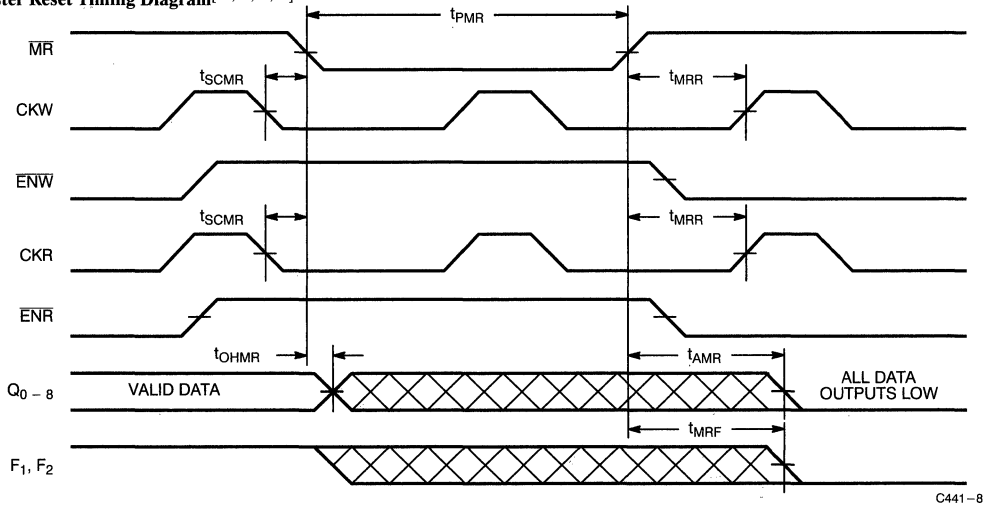 ster Reset Timing Diagram
tPMR
MR
tSCMR
tMRR
CKW
ENW
tSCMR
tMRR
CKR
ENR
tOHMR
tAMR
Q0 – 8
VALID DATA
ALL DATA
OUTPUTS LOW
tMRF
F1, F2
C441–8